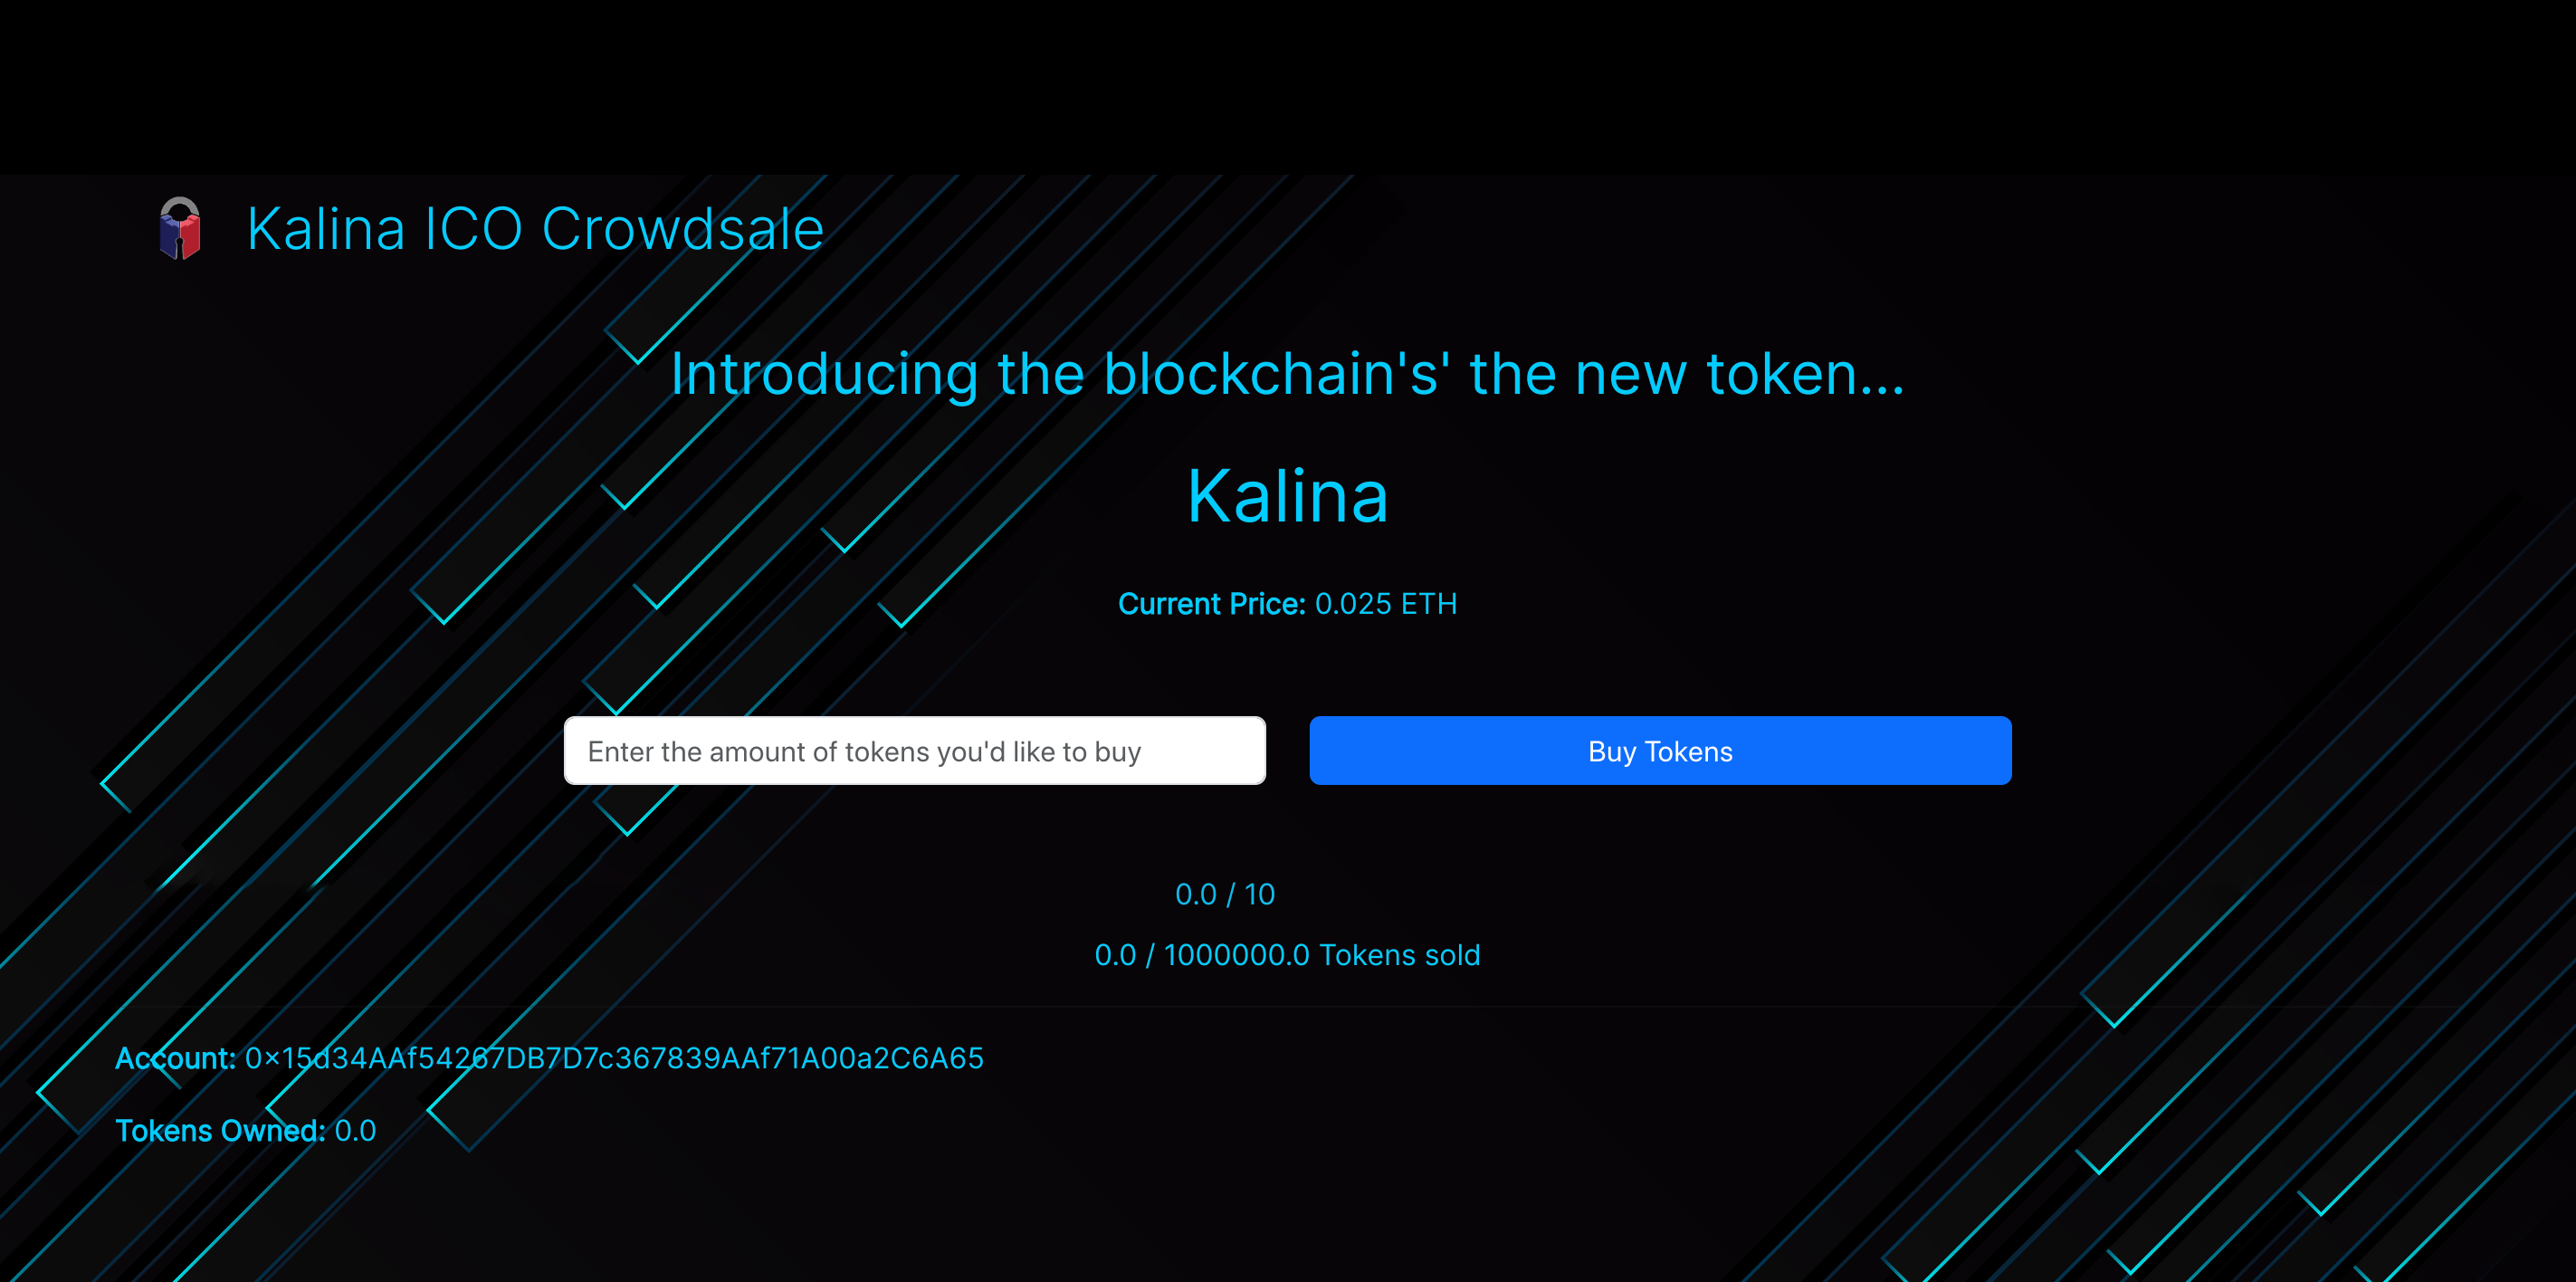 Kalina ICO Crowdsale
Introducing the blockchain's' the new token...
Kalina
Current Price: 0.025 ETH
Enter the amount of tokens you'd like to buy
Buy Tokens
0.0 / 10
0.0 / 1000000.0 Tokens sold
Account: 0x15d34AAf54267DB7D7c367839AAf71A00a2C6A65
Tokens Owned: 0.0